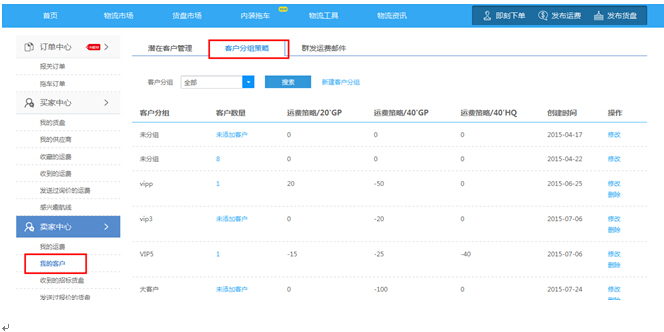 首页 物流市场 货盘市场 内装拖车 NEW 物流工具 物流资讯 即刻下单 发布运费 发布货盘
订单中心 NEW
报关订单
拖车订单
买家中心
我的货盘
我的供应商
收藏的运费
收到的运费
发送过询价的运费
感兴趣航线
卖家中心
我的运费
我的客户
收到的招标货盘
发送过报价的货盘
潜在客户管理 客户分组策略 群发运费邮件
客户分组 全部 搜索 新建客户分组
客户分组 客户数量 运费策略/20'GP 运费策略/40'GP 运费策略/40'HQ 创建时间 操作
未分组 未添加客户 0 0 0 2015-04-17 修改
未分组 8 0 0 0 2015-04-22 修改
vipp 1 20 -50 0 2015-06-25 修改
删除
vip3 未添加客户 0 -20 0 2015-07-06 修改
删除
VIP5 1 -15 -25 -40 2015-07-06 修改
删除
大客户 未添加客户 0 -100 0 2015-07-24 修改
删除